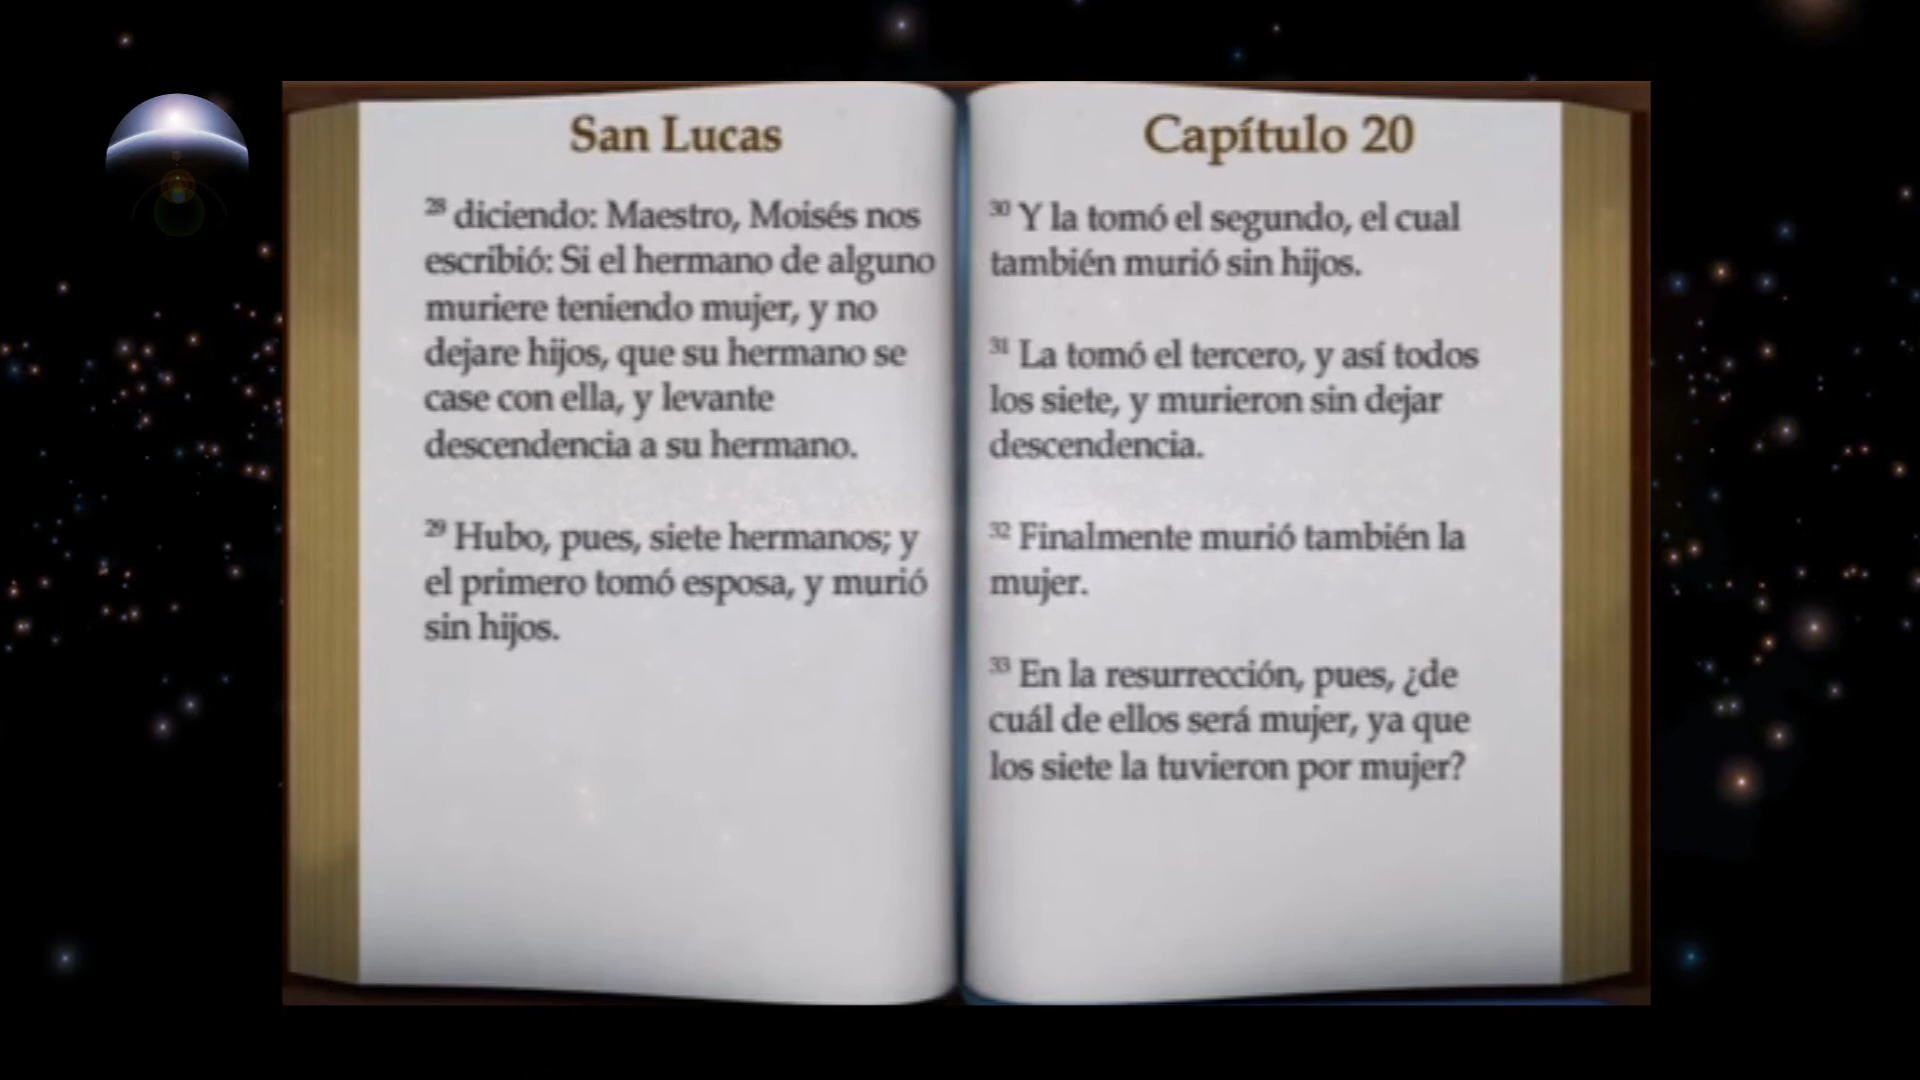 San Lucas
28 diciendo: Maestro, Moisés nos
escribió: Si el hermano de alguno
muriere teniendo mujer, y no
dejare hijos, que su hermano se
case con ella, y levante
descendencia a su hermano.
29 Hubo, pues, siete hermanos; y
el primero tomó esposa, y murió
sin hijos.
Capítulo 20
30 Y la tomó el segundo, el cual
también murió sin hijos.
31 La tomó el tercero, y así todos
los siete, y murieron sin dejar
descendencia.
32 Finalmente murió también la
mujer.
33 En la resurrección, pues, ¿de
cuál de ellos será mujer, ya que
los siete la tuvieron por mujer?